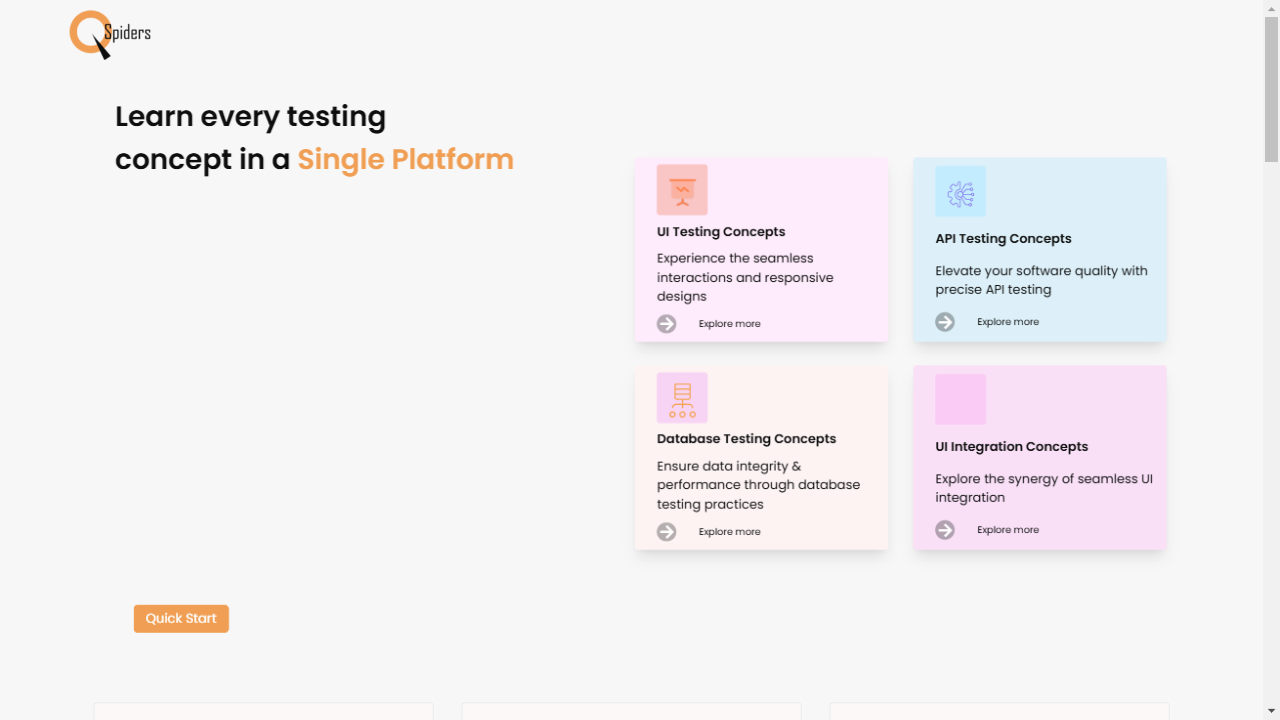 Spiders
Learn every testing
concept in a Single Platform
UI Testing Concepts
Experience the seamless
interactions and responsive
designs
Explore more
API Testing Concepts
Elevate your software quality with
precise API testing
Explore more
Database Testing Concepts
Ensure data integrity &
performance through database
testing practices
Explore more
UI Integration Concepts
Explore the synergy of seamless UI
integration
Explore more
Quick Start